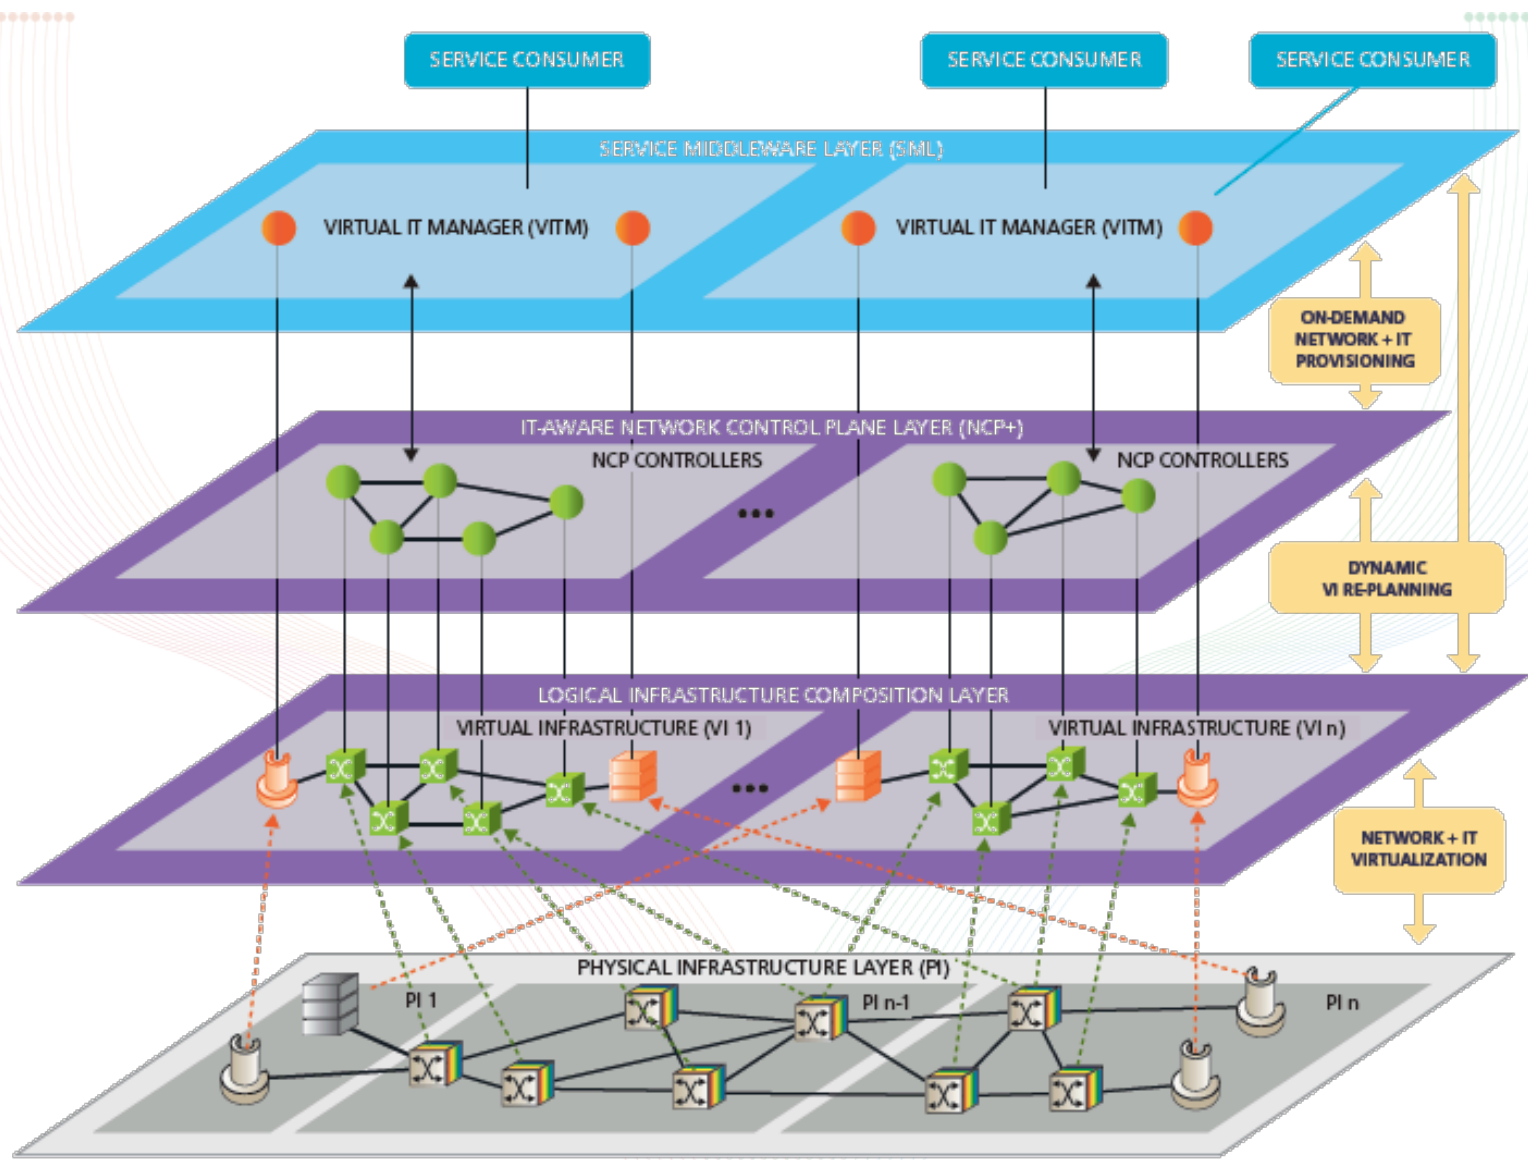 SERVICE CONSUMER
SERVICE CONSUMER
SERVICE CONSUMER
SERVICE MIDDLEWARE LAYER (SML)
VIRTUAL IT MANAGER (VITM)
VIRTUAL IT MANAGER (VITM)
ON-DEMAND
NETWORK + IT
PROVISIONING
IT-AWARE NETWORK CONTROL PLANE LAYER (NCP+)
NCP CONTROLLERS
NCP CONTROLLERS
...
DYNAMIC
VI RE-PLANNING
LOGICAL INFRASTRUCTURE COMPOSITION LAYER
VIRTUAL INFRASTRUCTURE (VI 1)
VIRTUAL INFRASTRUCTURE (VI n)
...
NETWORK + IT
VIRTUALIZATION
PHYSICAL INFRASTRUCTURE LAYER (PI)
PI 1
PI n-1
PI n